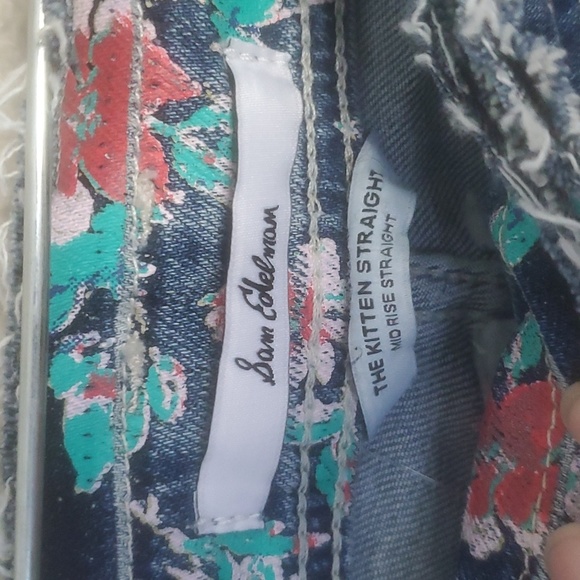 Sam Edelman
THE KITTEN STRAIGHT
MID RISE STRAIGHT